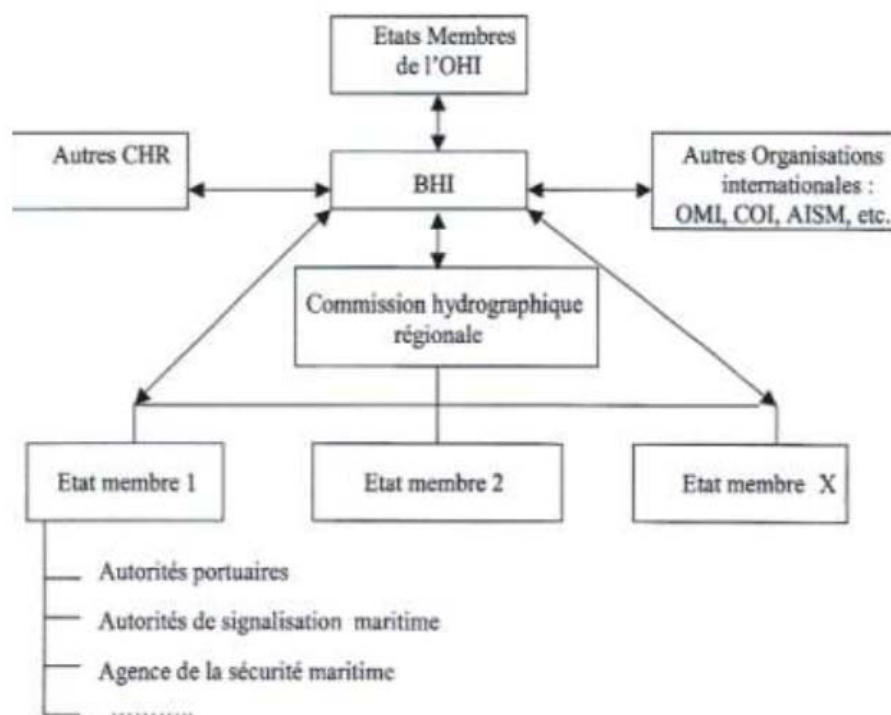 Etats Membres
de l'OHI
Autres CHR
BHI
Autres Organisations
internationales :
OMI, COI, AISM, etc.
Commission hydrographique
régionale
Etat membre 1
Etat membre 2
Etat membre X
Autorités portuaires
Autorités de signalisation maritime
Agence de la sécurité maritime
............